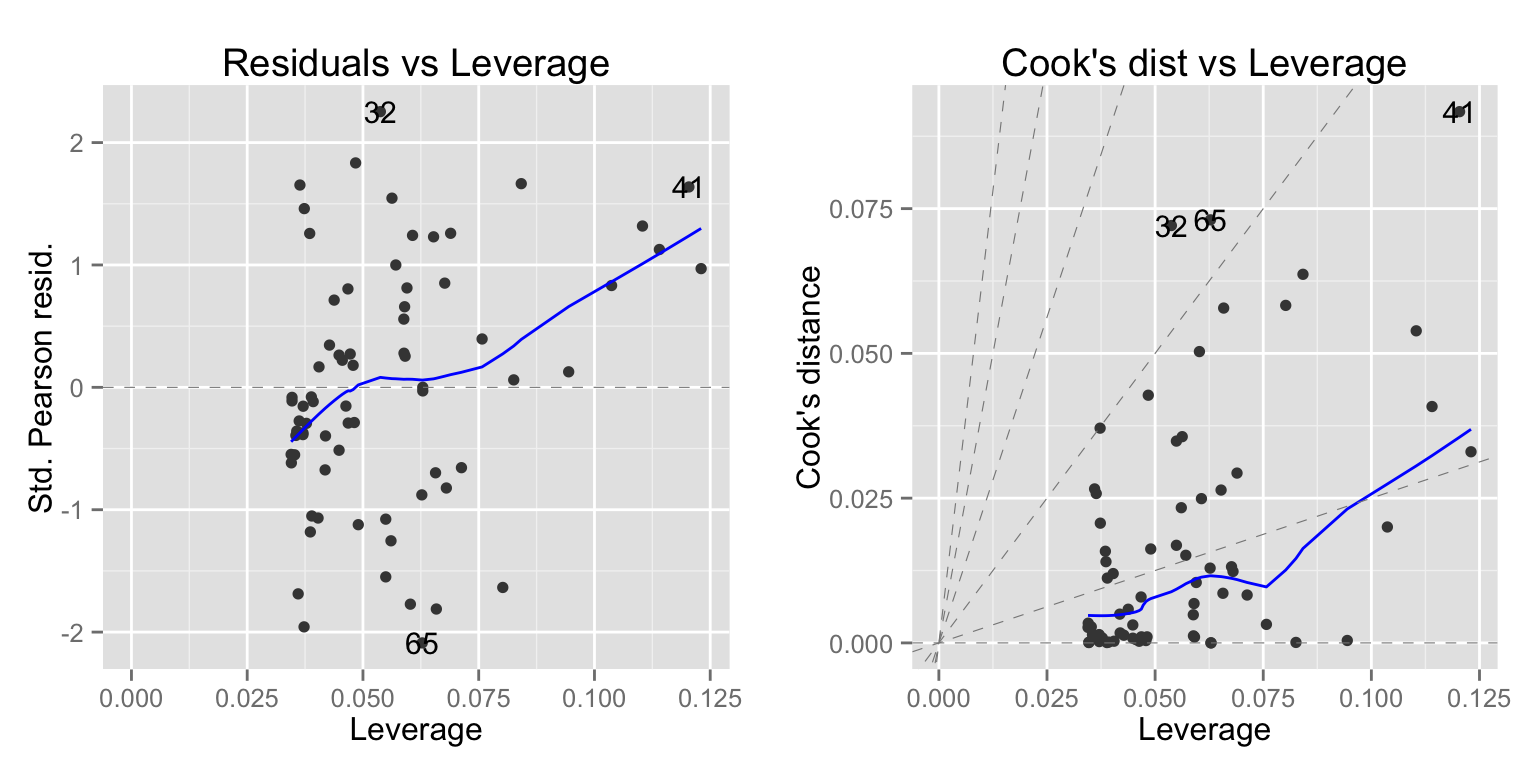 Residuals vs Leverage
Std. Pearson resid.
2
1
0
-1
-2
32
41
65
0.000 0.025 0.050 0.075 0.100 0.125
Leverage
Cook's dist vs Leverage
Cook's distance
0.075
0.050
0.025
0.000
41
32 65
0.000 0.025 0.050 0.075 0.100 0.125
Leverage